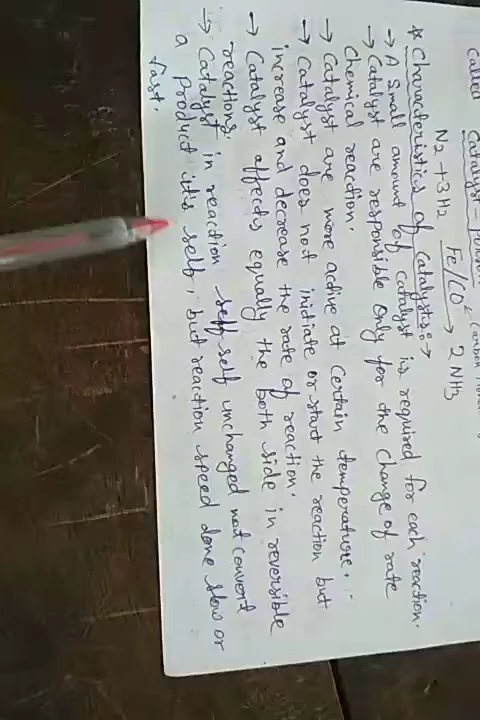 called Catalyst - poison.
N2 + 3H2 Fe/CO → 2 NH3
* Characteristics of Catalysts:→
→ A Small amount of catalyst is required for each reaction.
→ Catalyst are responsible only for the change of rate
Chemical reaction.
→ Catalyst are more active at Certain temperature.
→ Catalyst does not initiate or start the reaction but
increase and decrease the rate of reaction.
→ Catalyst affects equally the both side in reversible
reactions.
→ Catalyst in reaction self unchanged not convert
a product it's self, but reaction speed done slow or
fast.